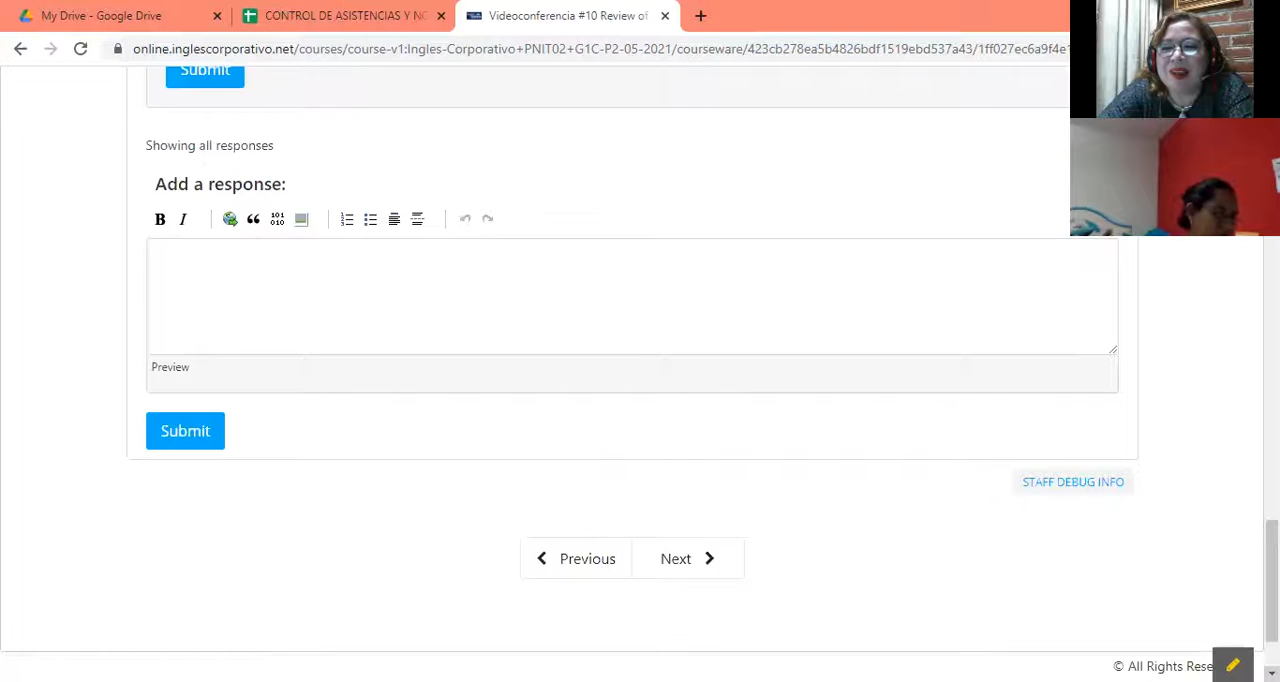 My Drive - Google Drive
CONTROL DE ASISTENCIAS Y NO
Videoconferencia #10 Review of
online.inglescorporativo.net/courses/course-v1:Ingles-Corporativo+PNIT02+G1C-P2-05-2021/courseware/423cb278ea5b4826bdf1519ebd537a43/1ff027ec6a9f4e1
Submit
Showing all responses
Add a response:
B I
Preview
Submit
STAFF DEBUG INFO
Previous
Next
© All Rights Rese